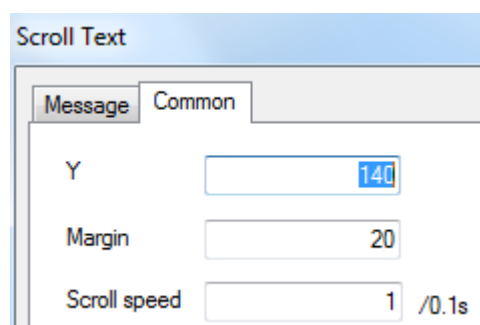 Scroll Text
Message Common
Y 140
Margin 20
Scroll speed 1 /0.1s